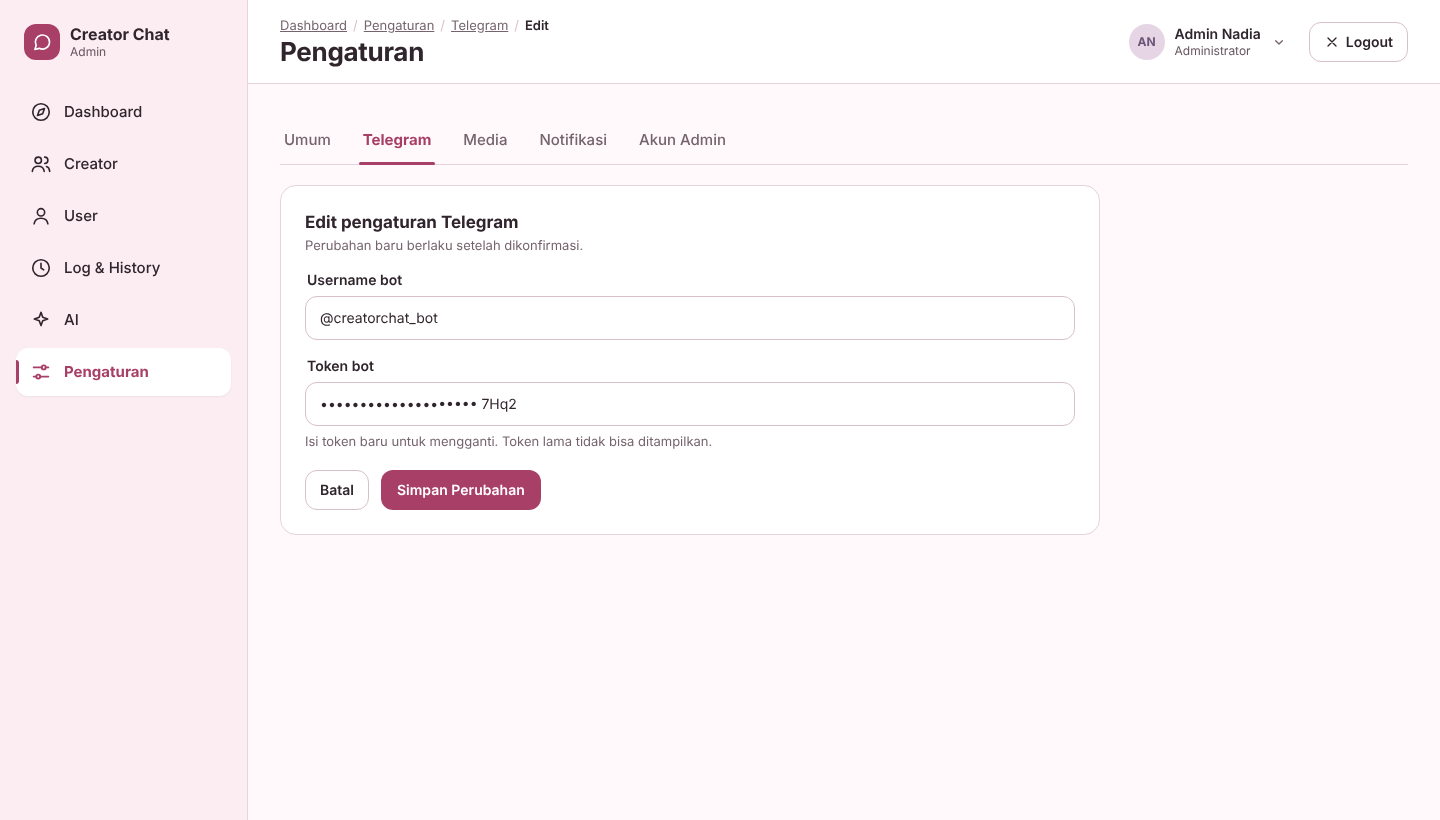 Creator Chat
Admin
Dashboard
Creator
User
Log & History
AI
Pengaturan
Dashboard / Pengaturan / Telegram / Edit
Pengaturan
AN
Admin Nadia
Administrator
Logout
Umum Telegram Media Notifikasi Akun Admin
Edit pengaturan Telegram
Perubahan baru berlaku setelah dikonfirmasi.
Username bot
@creatorchat_bot
Token bot
•••••••••••••••••••• 7Hq2
Isi token baru untuk mengganti. Token lama tidak bisa ditampilkan.
Batal Simpan Perubahan